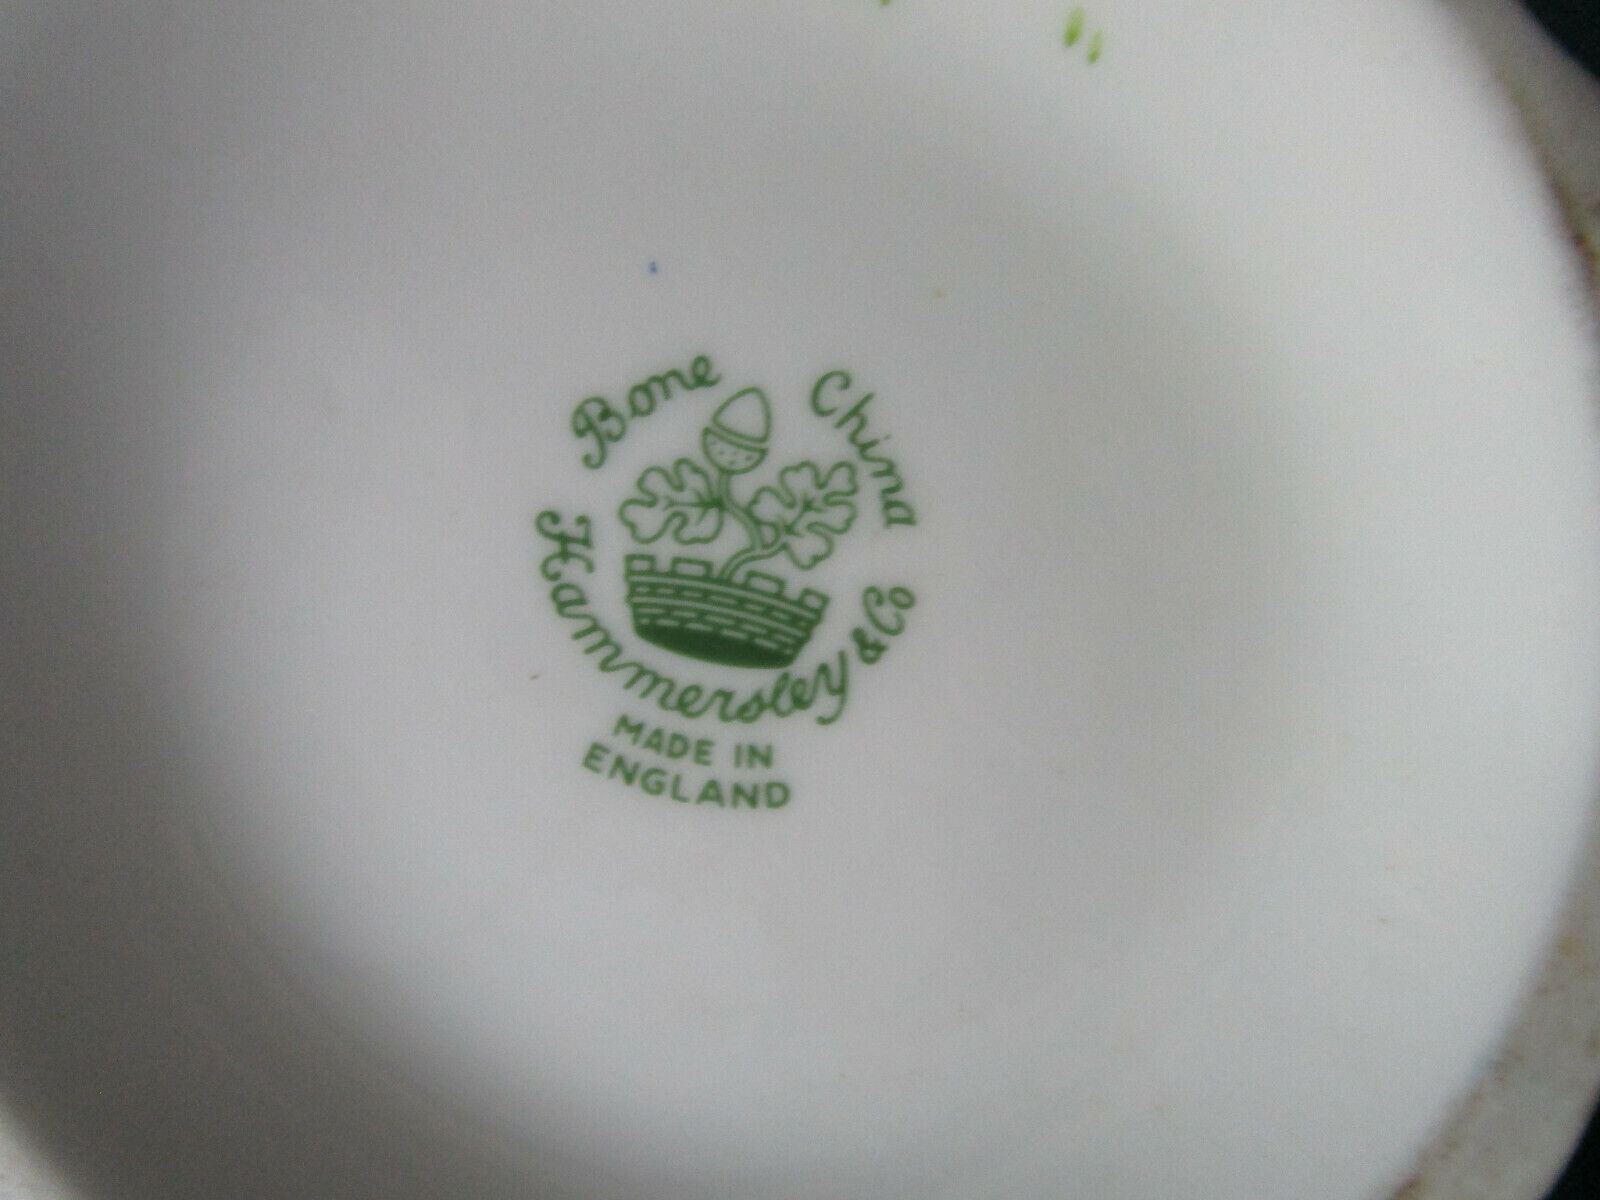 Bone China
Hammersley & Co
MADE IN
ENGLAND